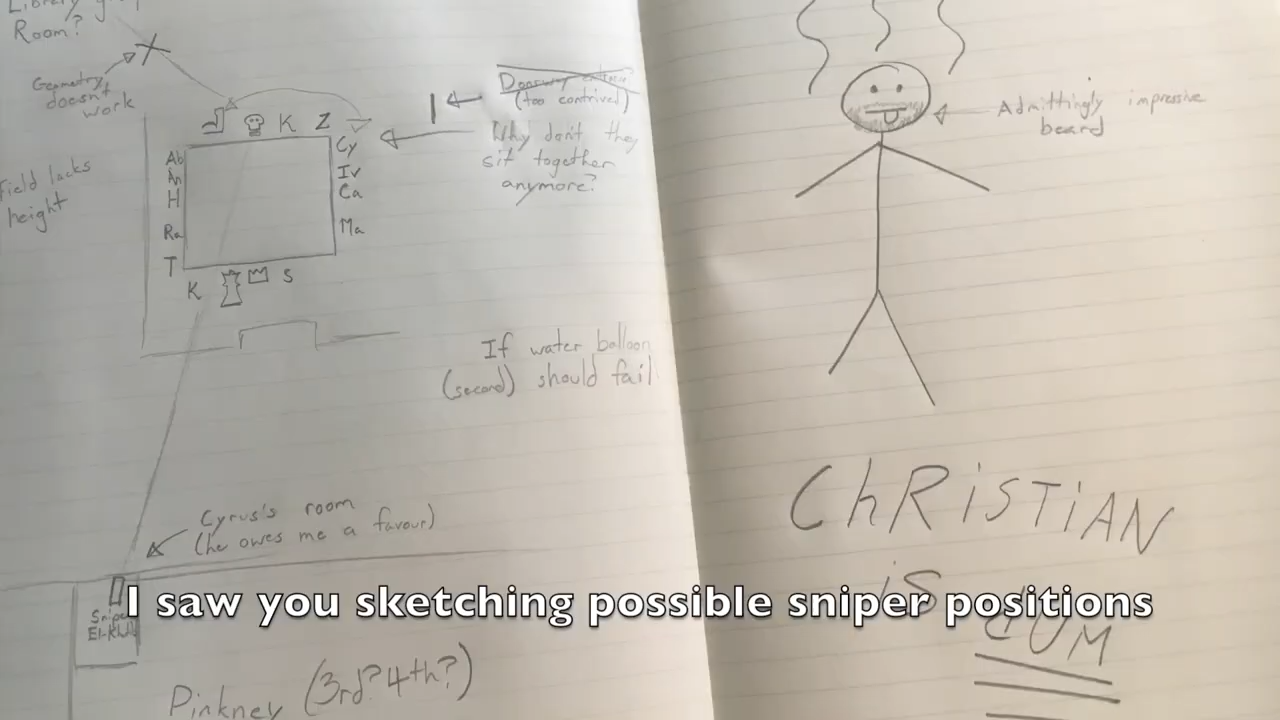 Room?
Geometry
doesn't
work
Field lacks
height
K Z
Ab
An
H
Ra
T
Cy
Iv
Ca
Ma
K
S
Doorway
(too contrived)
Why don't they
sit together
anymore?
If water balloon
(second) should fail
Cyrus's room
(he owes me a favour)
Pinkney (3rd? 4th?)
Admittingly impressive
beard
ChRiSTiAN
iS
I saw you sketching possible sniper positions